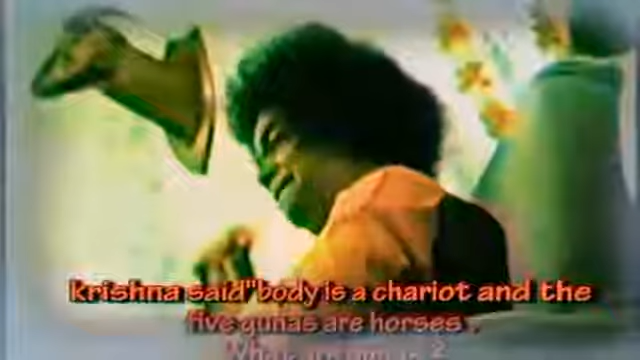 krishna said"body is a chariot and the
five gunas are horses .